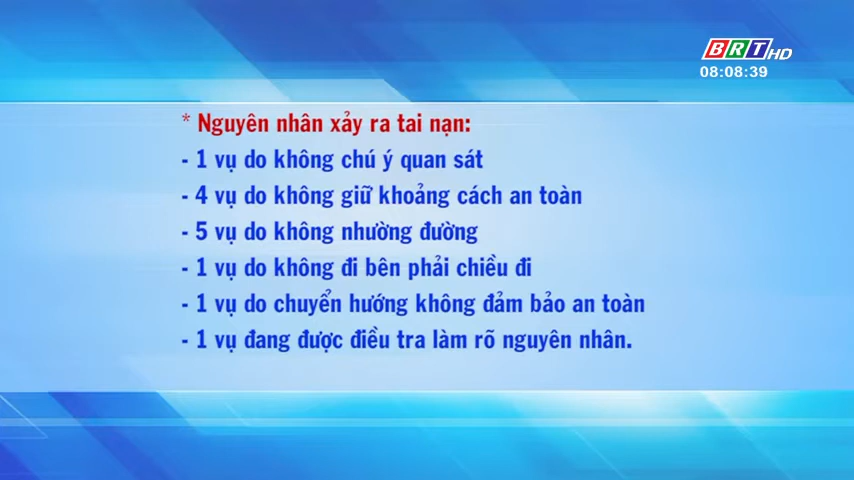 BRT HD
08:08:39
* Nguyên nhân xảy ra tai nạn:
- 1 vụ do không chú ý quan sát
- 4 vụ do không giữ khoảng cách an toàn
- 5 vụ do không nhường đường
- 1 vụ do không đi bên phải chiều đi
- 1 vụ do chuyển hướng không đảm bảo an toàn
- 1 vụ đang được điều tra làm rõ nguyên nhân.